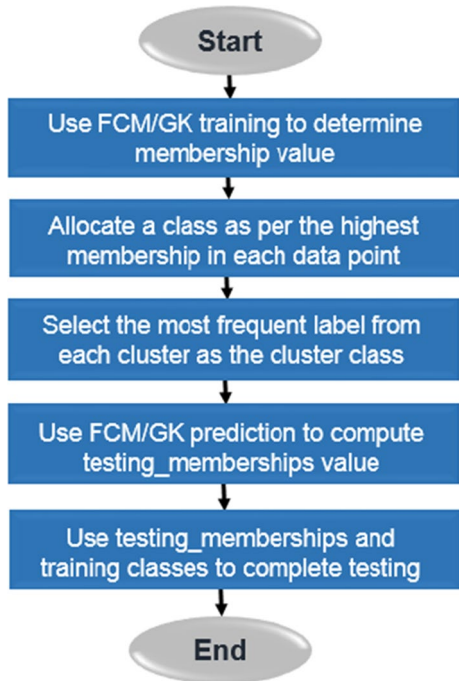 Start
Use FCM/GK training to determine
membership value
Allocate a class as per the highest
membership in each data point
Select the most frequent label from
each cluster as the cluster class
Use FCM/GK prediction to compute
testing_memberships value
Use testing_memberships and
training classes to complete testing
End